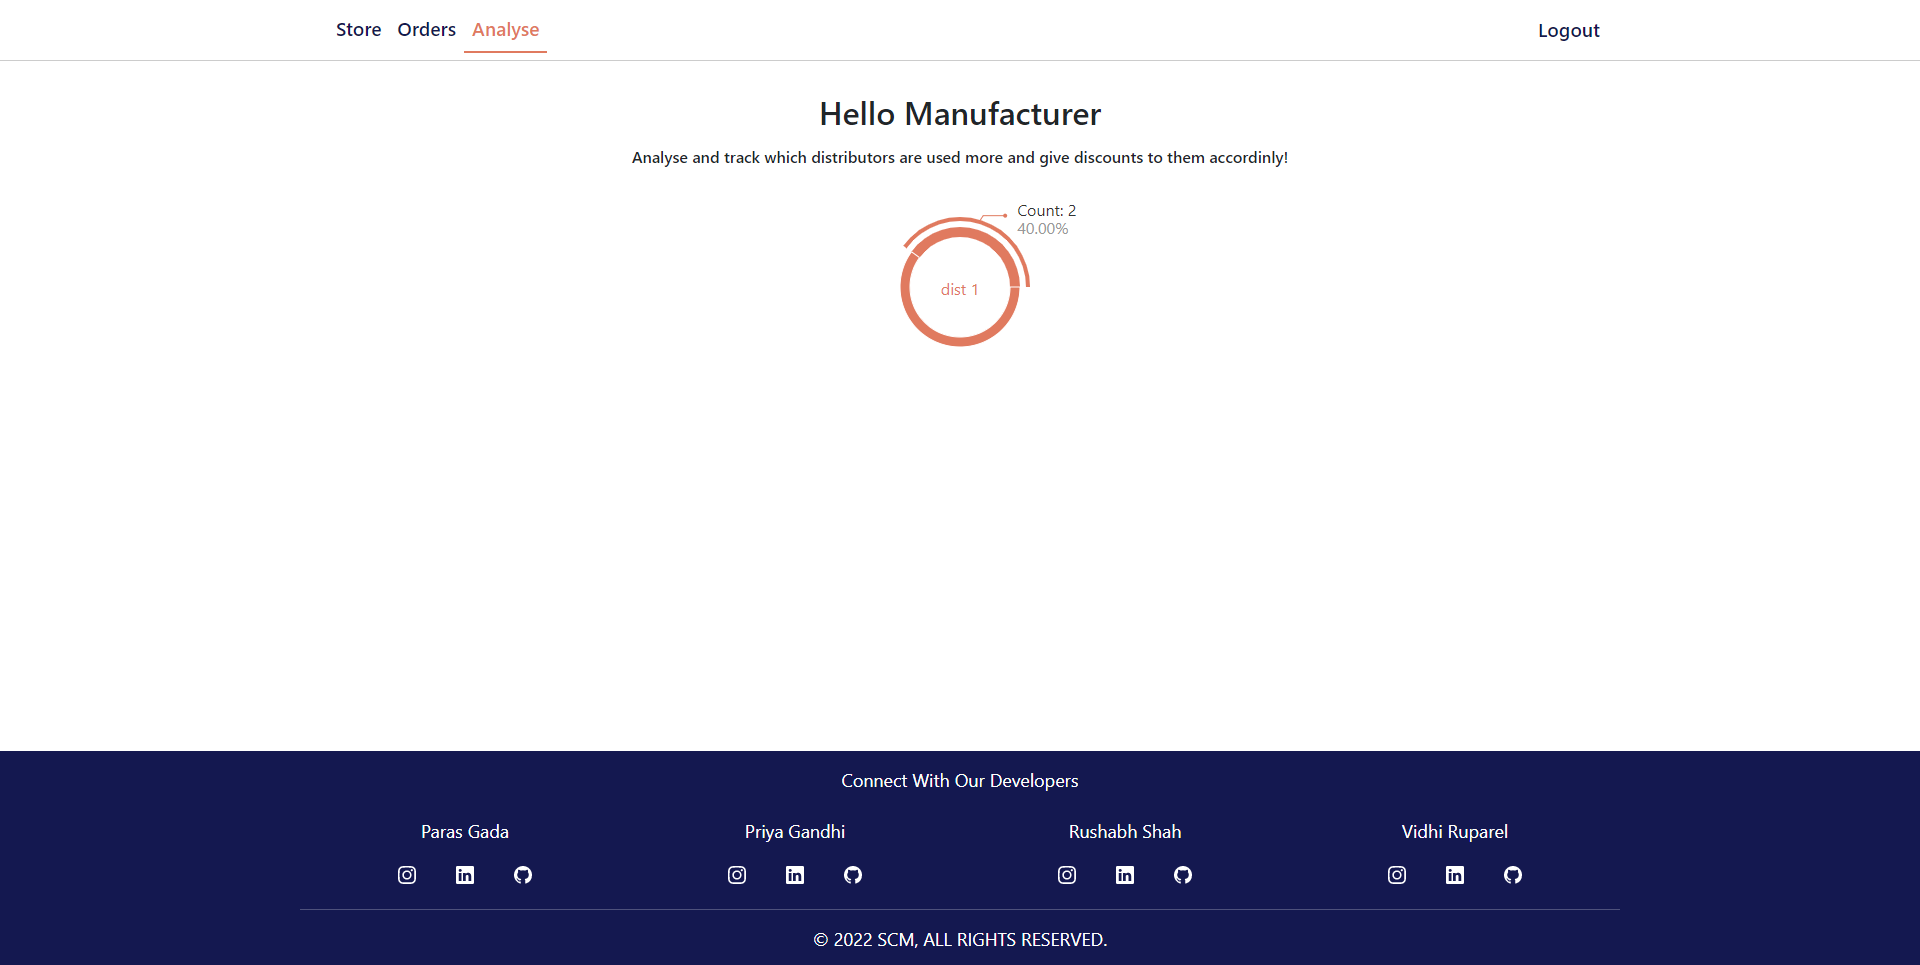 Store Orders Analyse Logout
Hello Manufacturer
Analyse and track which distributors are used more and give discounts to them accordinly!
Count: 2
40.00%
dist 1
Connect With Our Developers
Paras Gada Priya Gandhi Rushabh Shah Vidhi Ruparel
© 2022 SCM, ALL RIGHTS RESERVED.